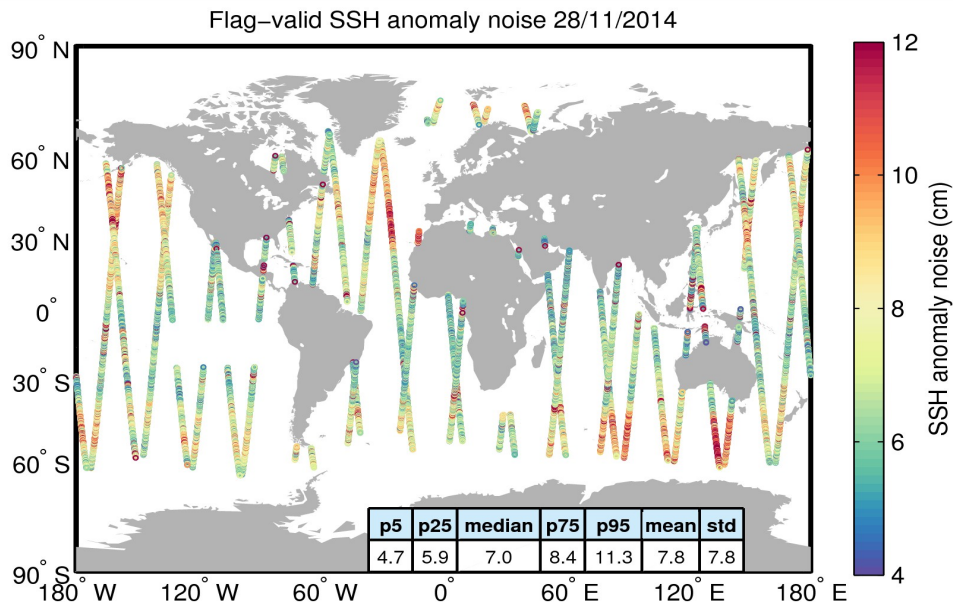 Flag−valid SSH anomaly noise 28/11/2014
90° N
60° N
30° N
0°
30° S
60° S
90° S
180° W
120° W
60° W
0°
60° E
120° E
180° E
p5 p25 median p75 p95 mean std
4.7 5.9 7.0 8.4 11.3 7.8 7.8
12
10
8
6
4
SSH anomaly noise (cm)